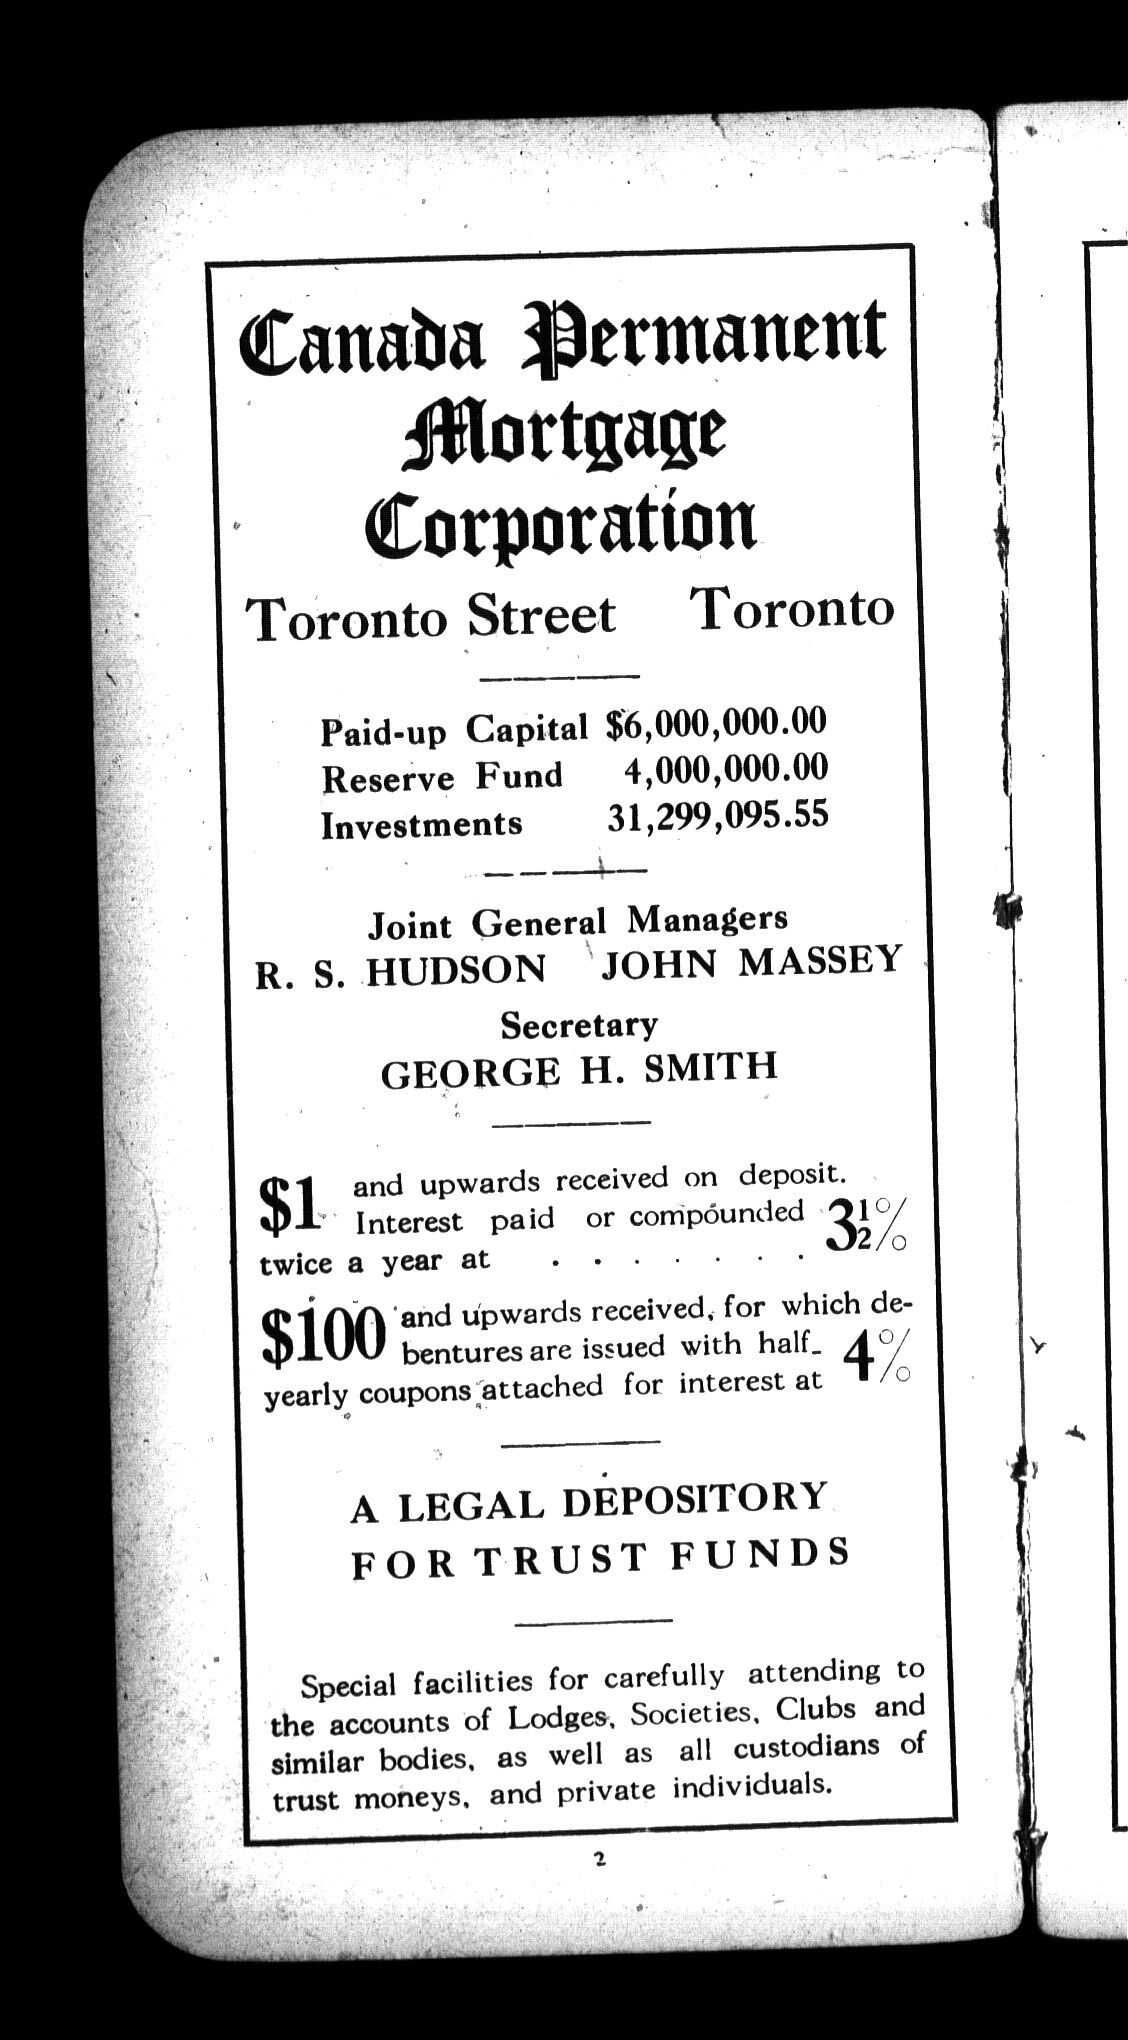 Canada Permanent
Mortgage
Corporation
Toronto Street Toronto
Paid-up Capital $6,000,000.00
Reserve Fund 4,000,000.00
Investments 31,299,095.55
Joint General Managers
R. S. HUDSON JOHN MASSEY
Secretary
GEORGE H. SMITH
$1 and upwards received on deposit.
Interest paid or compounded 3½%
twice a year at . . . . . . .
$100 and upwards received, for which de-
bentures are issued with half-
yearly coupons attached for interest at 4%
A LEGAL DEPOSITORY
FOR TRUST FUNDS
Special facilities for carefully attending to
the accounts of Lodges, Societies, Clubs and
similar bodies, as well as all custodians of
trust moneys, and private individuals.
2